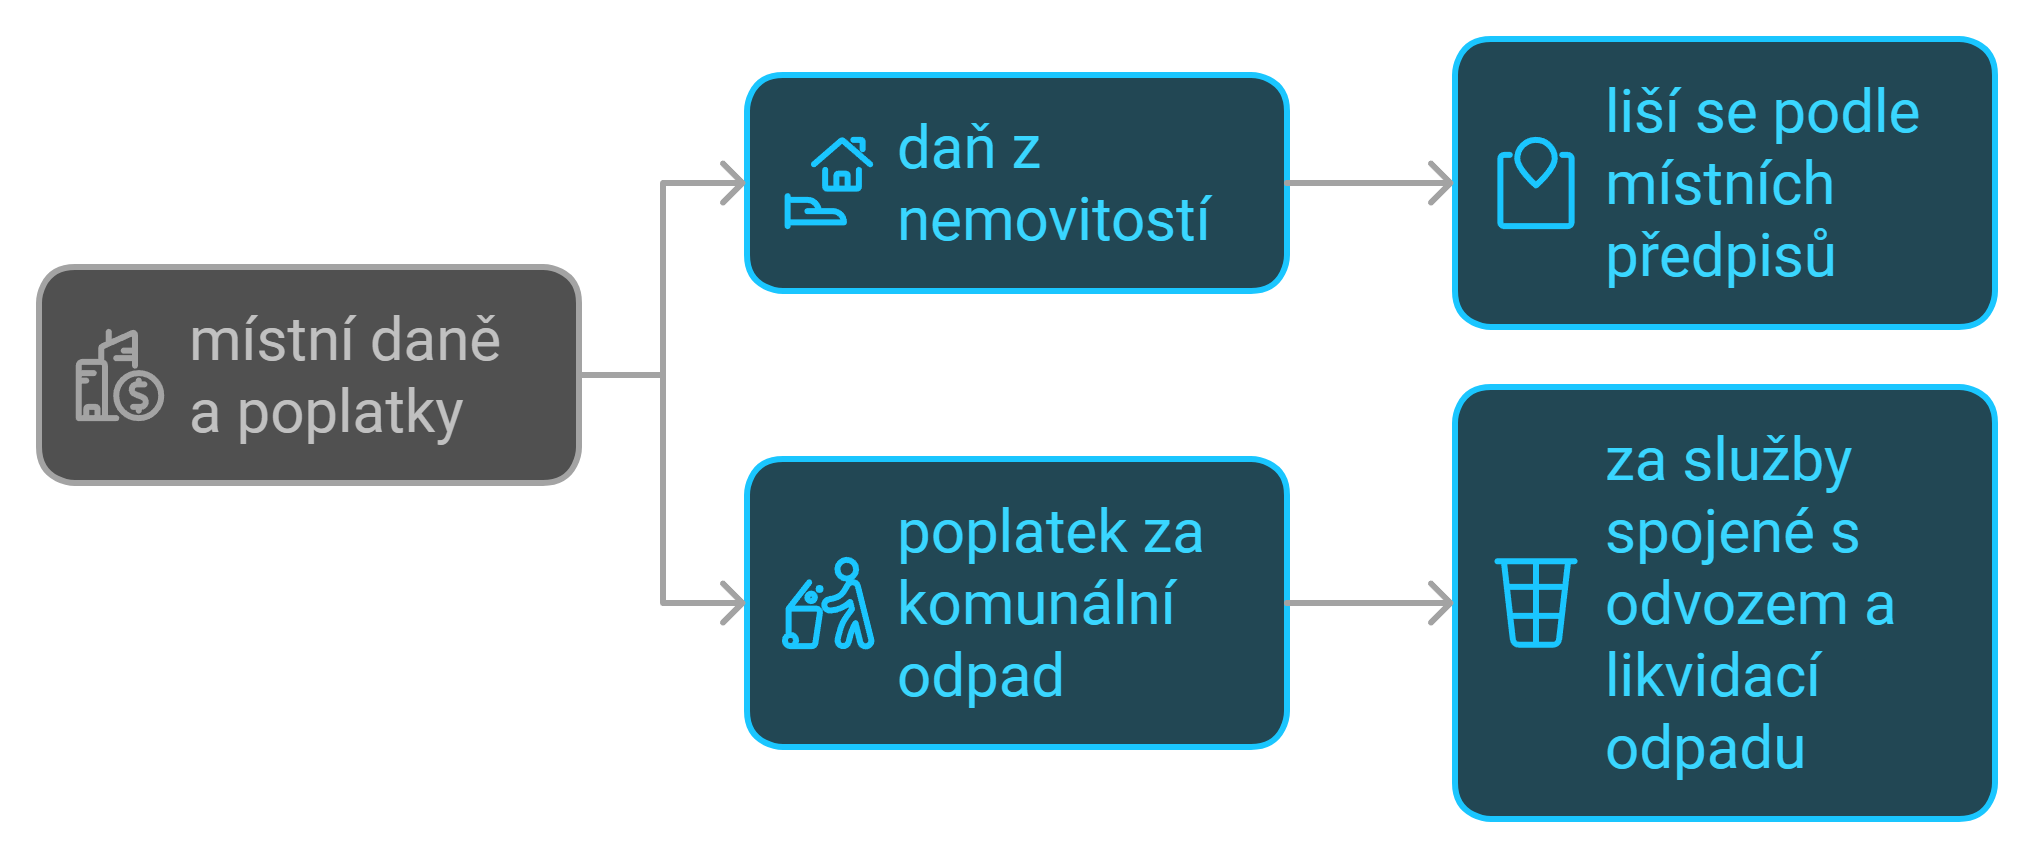 místní daně
a poplatky
daň z
nemovitostí
liší se podle
místních
předpisů
poplatek za
komunální
odpad
za služby
spojené s
odvozem a
likvidací
odpadu